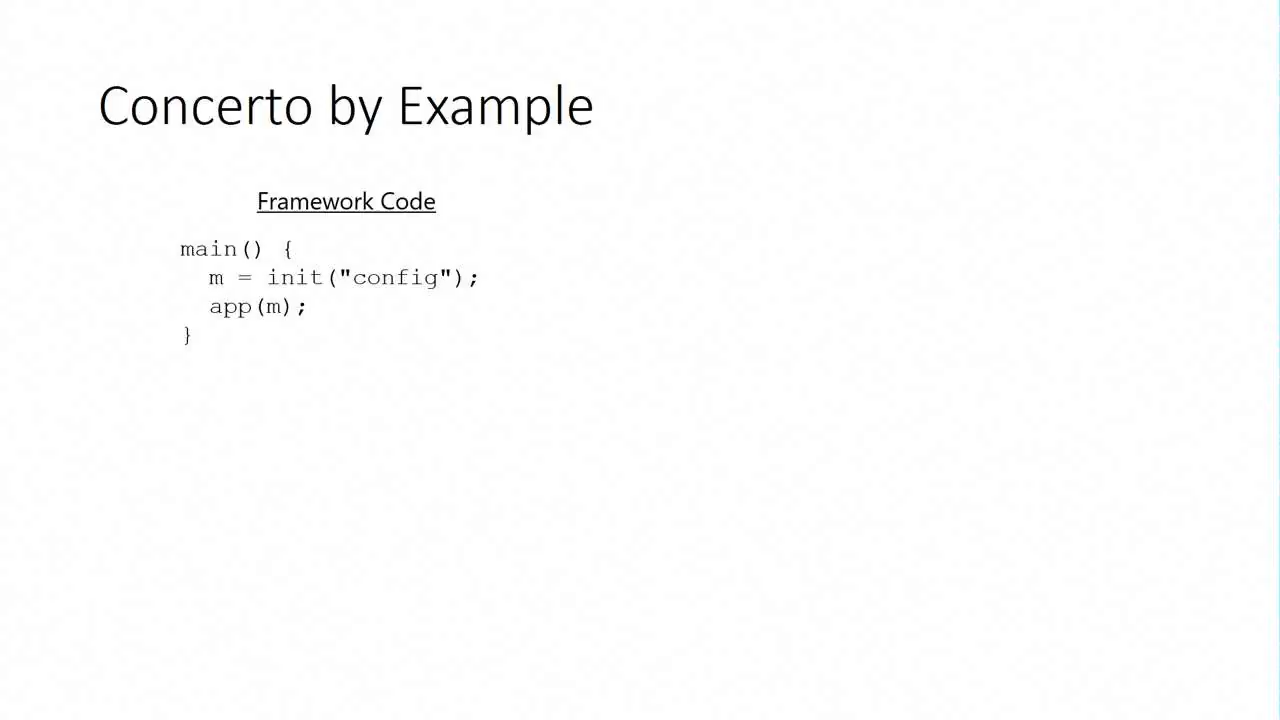 Concerto by Example
Framework Code
main() {
  m = init("config");
  app(m);
}